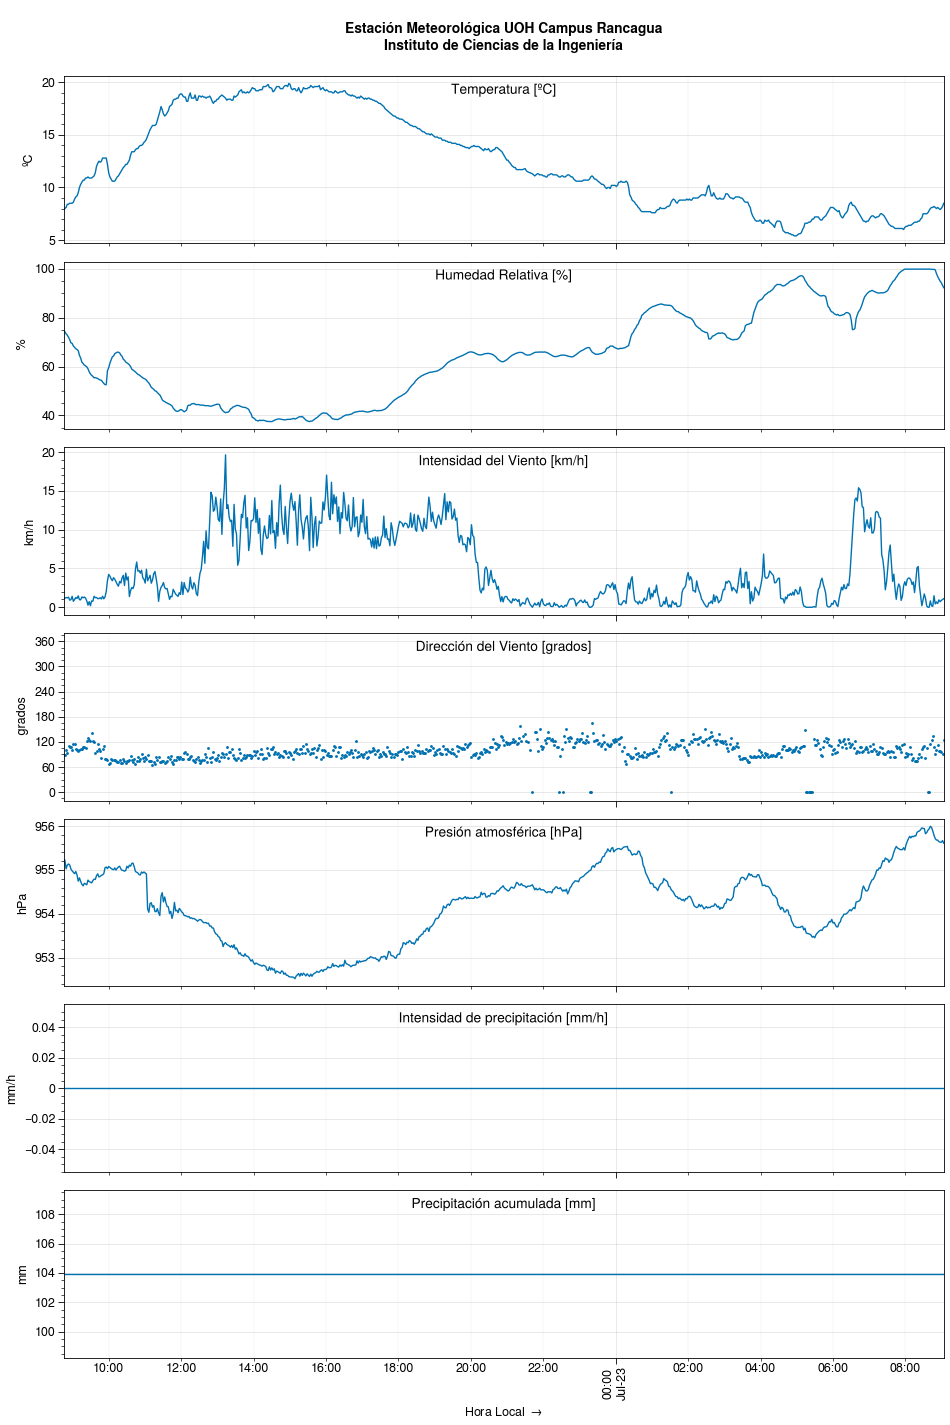 Estación Meteorológica UOH Campus Rancagua
Instituto de Ciencias de la Ingeniería
Temperatura [ºC]
20
15
10
5
ºC
Humedad Relativa [%]
100
80
60
40
%
Intensidad del Viento [km/h]
20
15
10
5
0
km/h
Dirección del Viento [grados]
360
300
240
180
120
60
0
grados
Presión atmosférica [hPa]
956
955
954
953
hPa
Intensidad de precipitación [mm/h]
0.04
0.02
0
−0.02
−0.04
mm/h
Precipitación acumulada [mm]
108
106
104
102
100
mm
10:00 12:00 14:00 16:00 18:00 20:00 22:00 00:00 02:00 04:00 06:00 08:00
Jul-23
Hora Local →